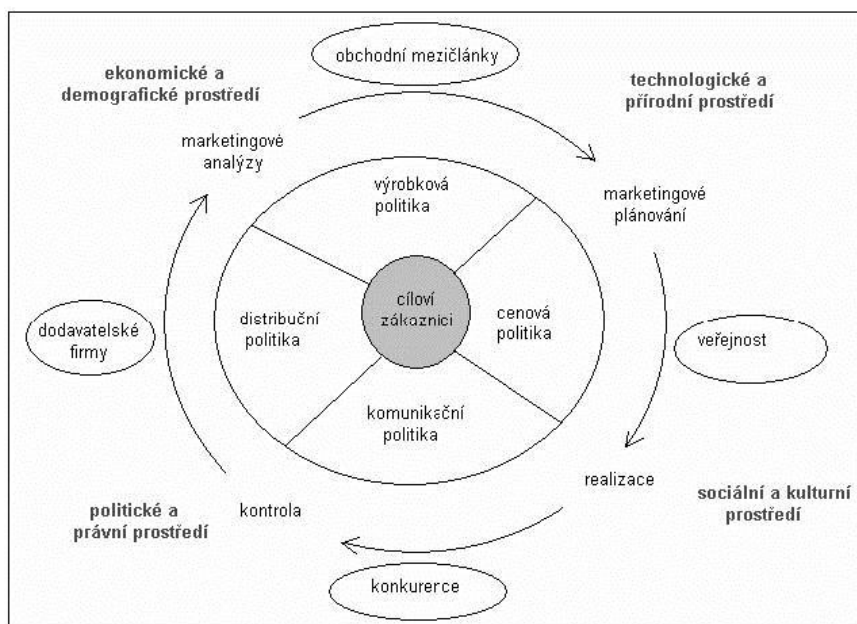 obchodní mezičlánky
ekonomické a
demografické prostředí
technologické a
přírodní prostředí
marketingové
analýzy
výrobková
politika
marketingové
plánování
cíloví
zákazníci
distribuční
politika
cenová
politika
dodavatelské
firmy
veřejnost
komunikační
politika
realizace
politické a
právní prostředí
kontrola
sociální a kulturní
prostředí
konkurerce